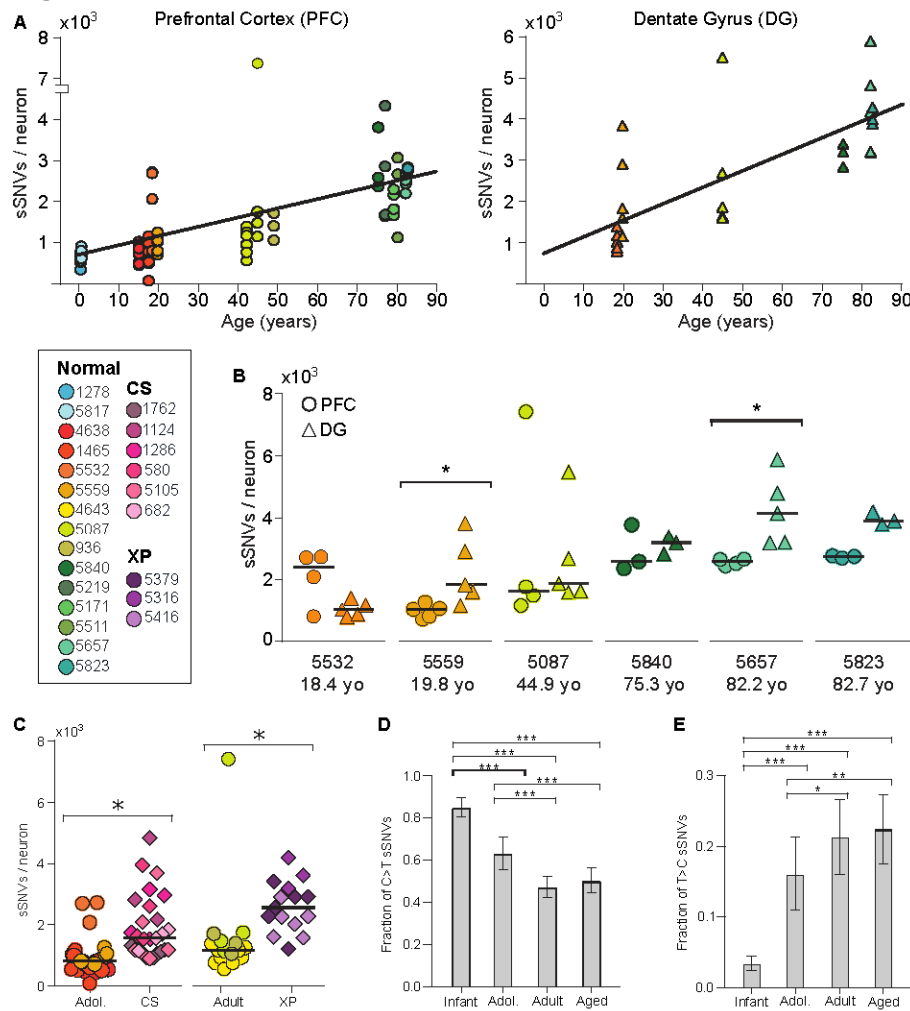 A
Prefrontal Cortex (PFC)
x10³
8
7
4
3
2
1
sSNVs / neuron
0 10 20 30 40 50 60 70 80 90
Age (years)
Dentate Gyrus (DG)
x10³
6
5
4
3
2
1
0
sSNVs / neuron
0 10 20 30 40 50 60 70 80 90
Age (years)
Normal
1278
5817
4638
1465
5532
5559
4643
5087
936
5840
5219
5171
5511
5657
5823
CS
1762
1124
1286
580
5105
682
XP
5379
5316
5416
B
x10³
PFC
DG
8
6
4
2
0
sSNVs / neuron
*
*
5532 5559 5087 5840 5657 5823
18.4 yo 19.8 yo 44.9 yo 75.3 yo 82.2 yo 82.7 yo
C
x10³
8
6
4
2
0
sSNVs / neuron
*
*
Adol. CS Adult XP
D
***
***
***
***
***
1.0
0.8
0.6
0.4
0.2
0.0
Fraction of C>T sSNVs
Infant Adol. Adult Aged
E
***
***
***
**
*
0.3
0.2
0.1
0.0
Fraction of T>C sSNVs
Infant Adol. Adult Aged